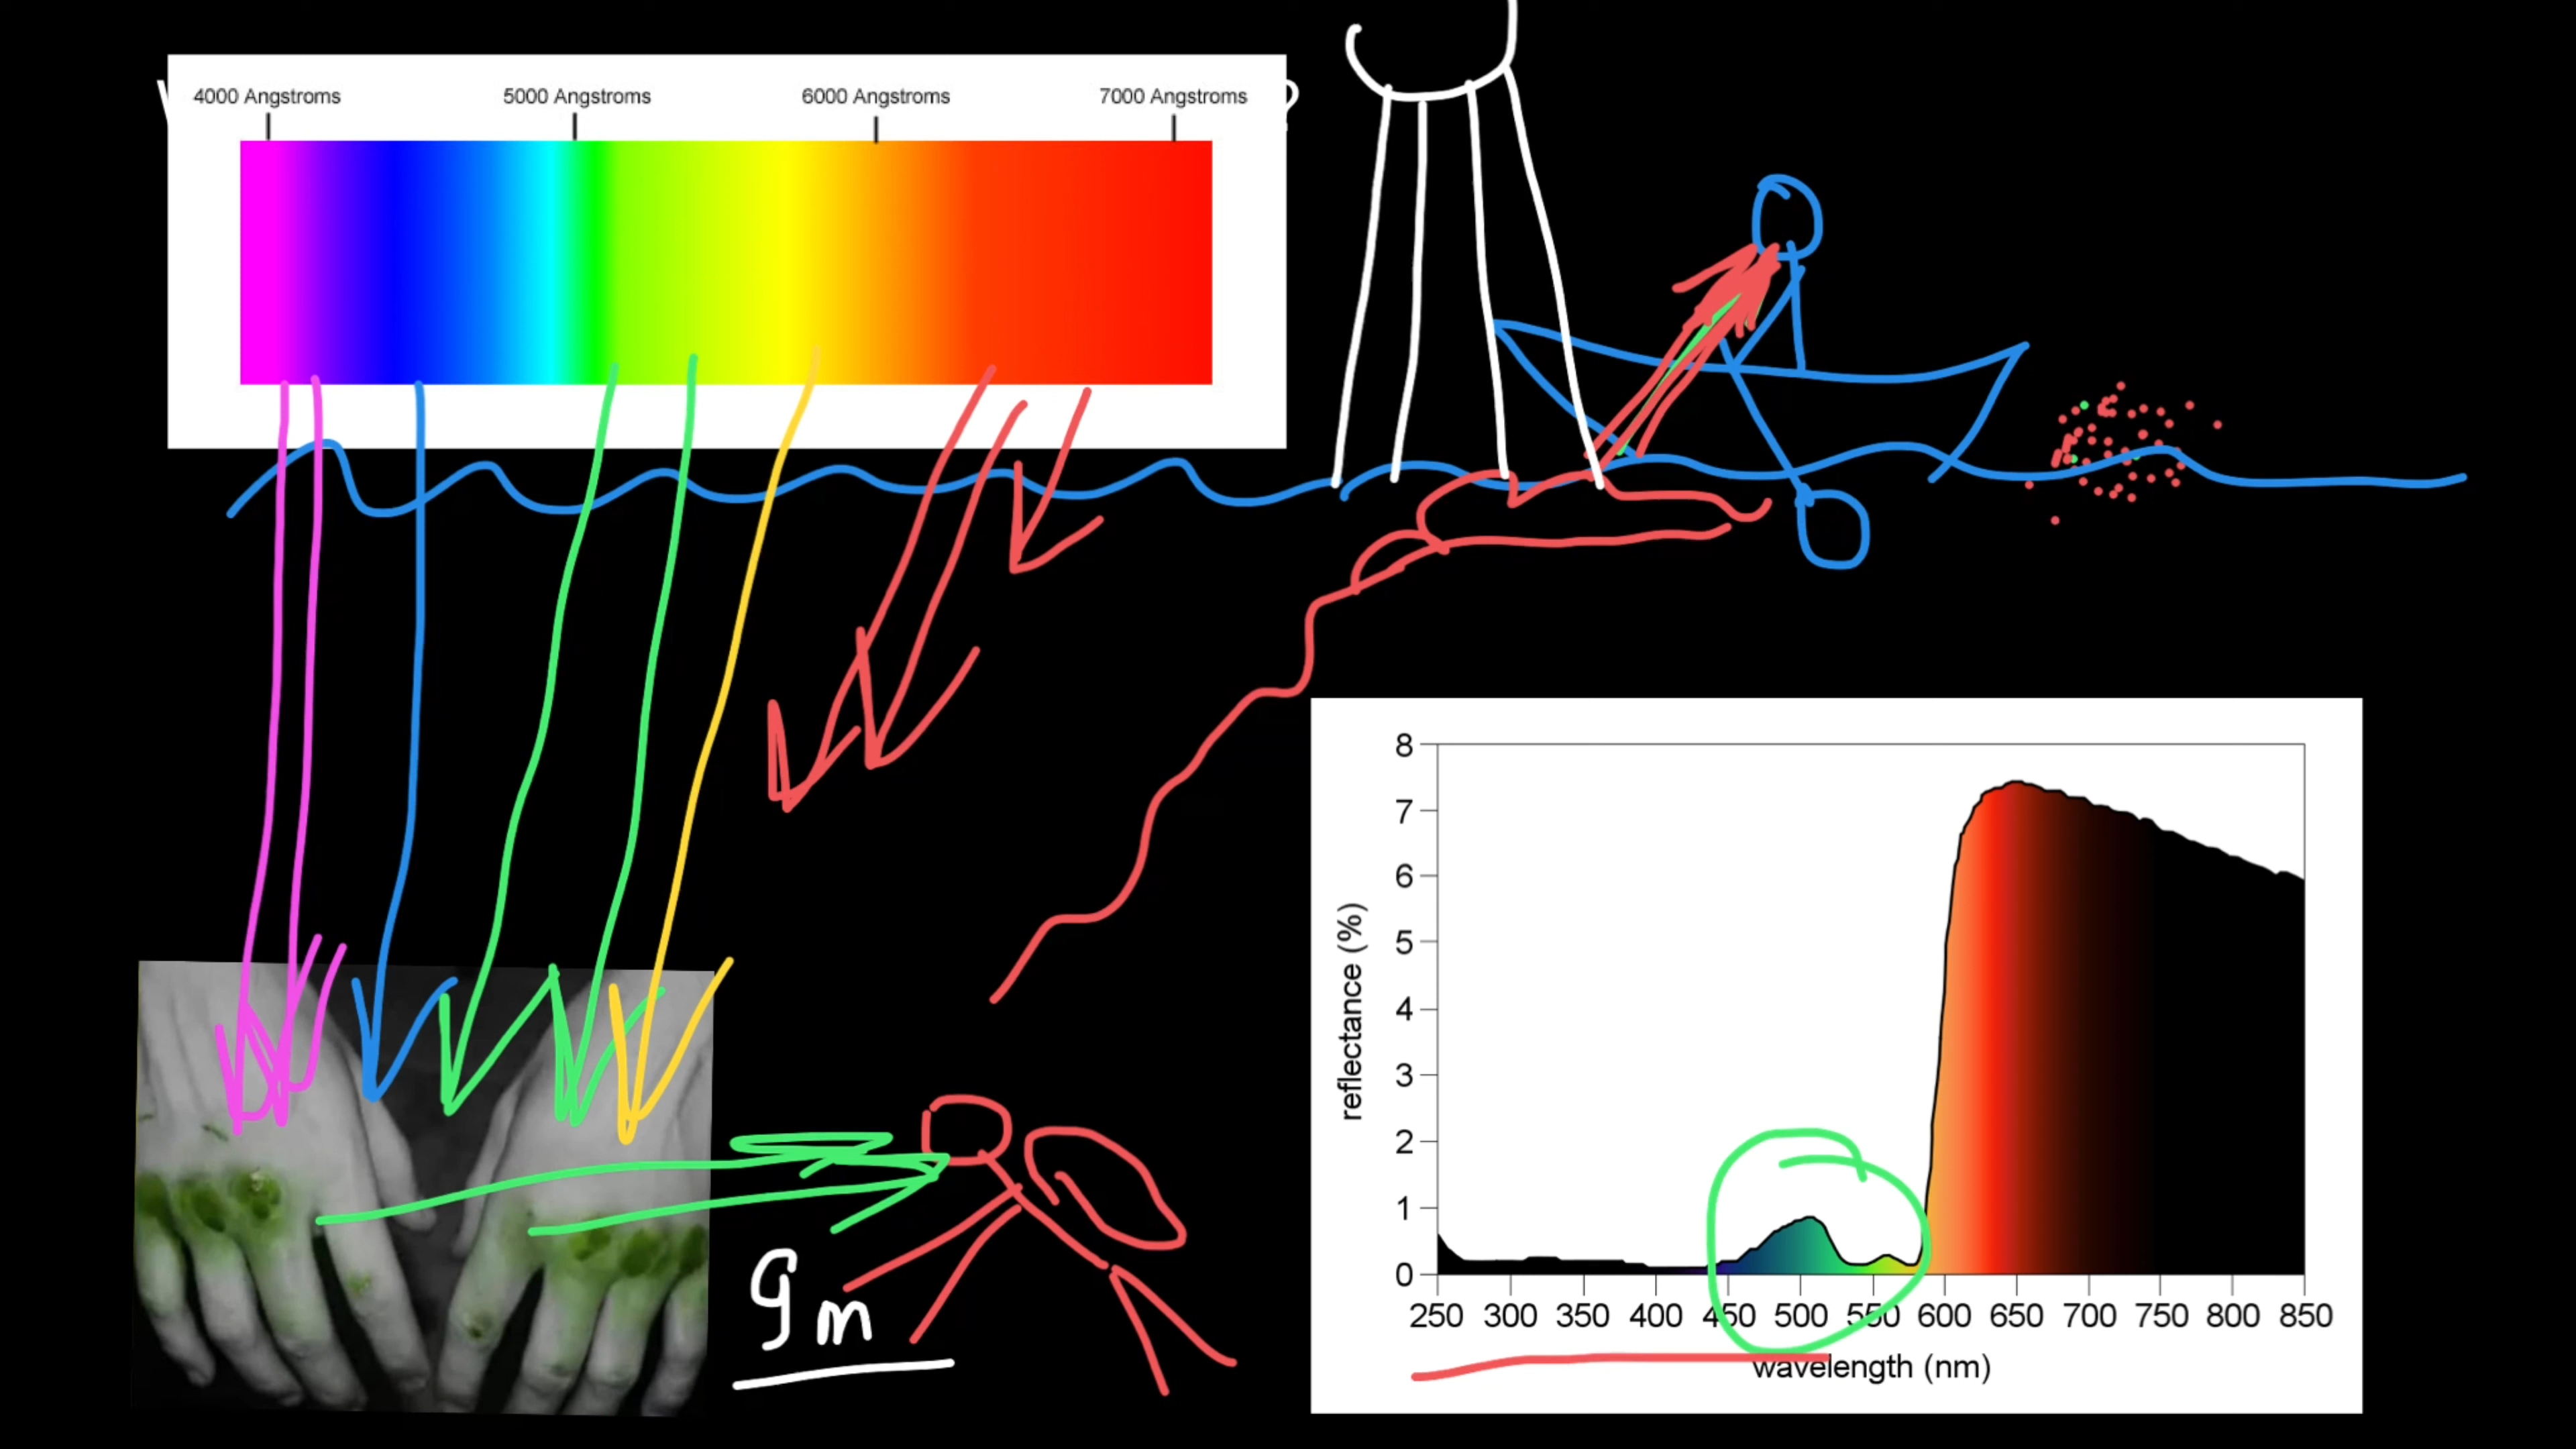 4000 Angstroms 5000 Angstroms 6000 Angstroms 7000 Angstroms
?
9m
8
7
6
5
4
3
2
1
0
reflectance (%)
250 300 350 400 450 500 550 600 650 700 750 800 850
wavelength (nm)